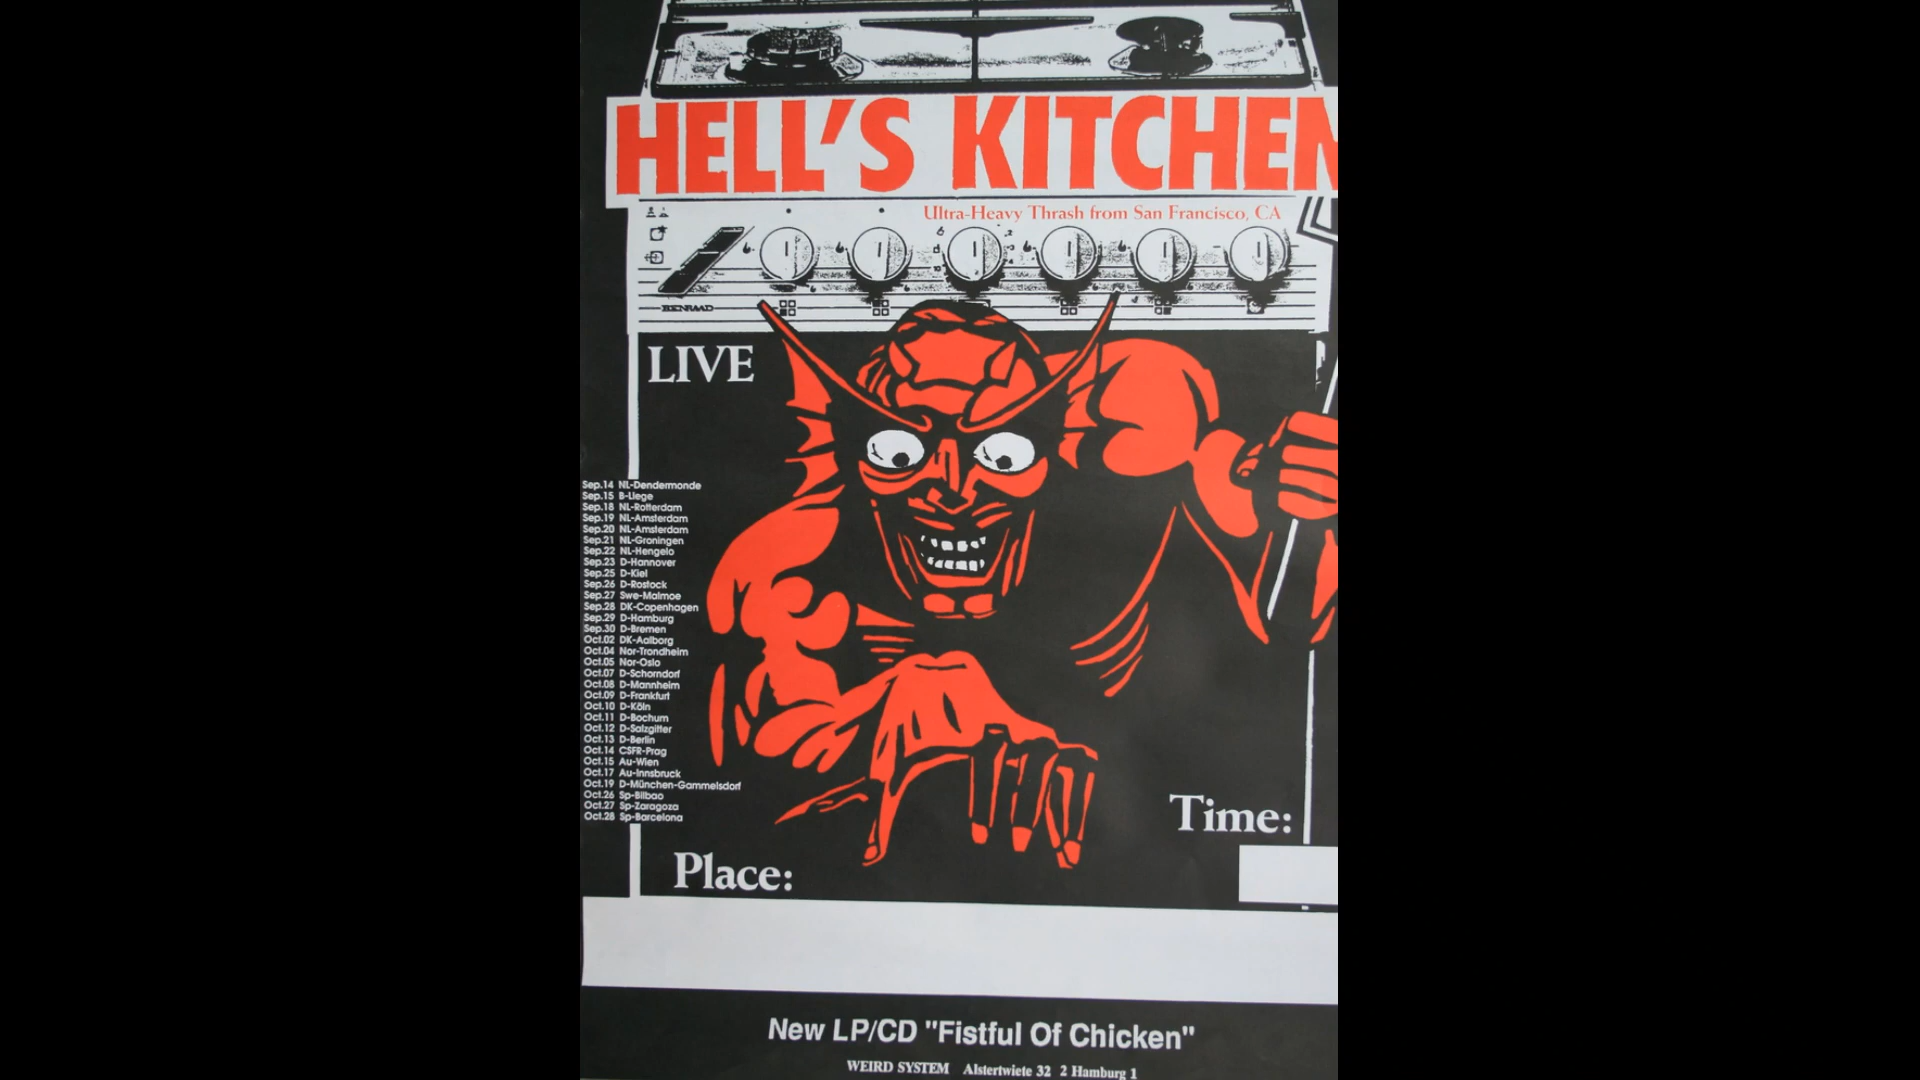 HELL'S KITCHEN
Ultra-Heavy Thrash from San Francisco, CA
BENRAAD
LIVE
Sep.14 NL-Dendermonde
Sep.15 B-Liege
Sep.18 NL-Rotterdam
Sep.19 NL-Amsterdam
Sep.20 NL-Amsterdam
Sep.21 NL-Groningen
Sep.22 NL-Hengelo
Sep.23 D-Hannover
Sep.25 D-Kiel
Sep.26 D-Rostock
Sep.27 Swe-Malmoe
Sep.28 DK-Copenhagen
Sep.29 D-Hamburg
Sep.30 D-Bremen
Oct.02 DK-Aalborg
Oct.04 Nor-Trondheim
Oct.05 Nor-Oslo
Oct.07 D-Schorndorf
Oct.08 D-Mannheim
Oct.09 D-Frankfurt
Oct.10 D-Köln
Oct.11 D-Bochum
Oct.12 D-Salzgitter
Oct.13 D-Berlin
Oct.14 CSFR-Prag
Oct.15 Au-Wien
Oct.17 Au-Innsbruck
Oct.19 D-München-Gammelsdorf
Oct.26 Sp-Bilbao
Oct.27 Sp-Zaragoza
Oct.28 Sp-Barcelona
Time:
Place:
New LP/CD "Fistful Of Chicken"
WEIRD SYSTEM Alstertwiete 32 2 Hamburg 1